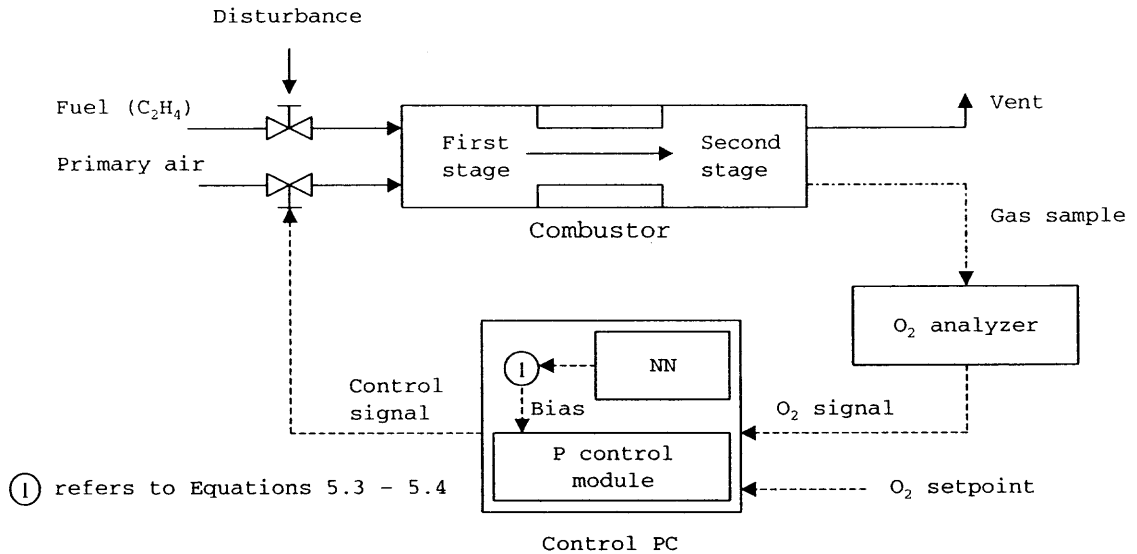 Disturbance
Fuel (C₂H₄)
Vent
Primary air
First
stage
Second
stage
Combustor
Gas sample
O₂ analyzer
NN
1
Control
signal
Bias
O₂ signal
P control
module
1 refers to Equations 5.3 – 5.4
O₂ setpoint
Control PC